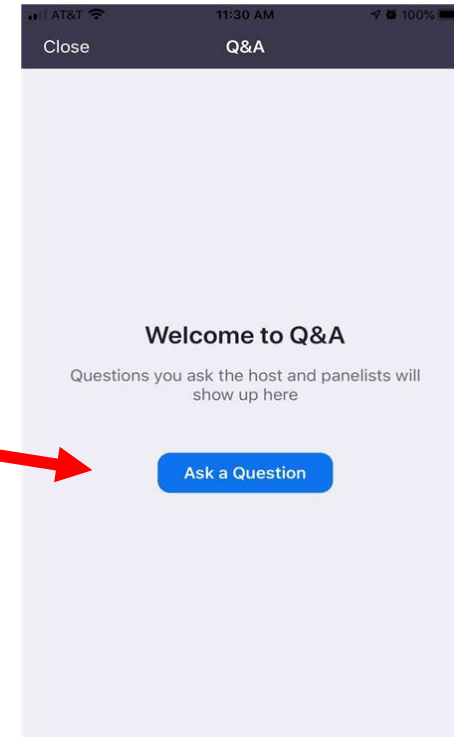 AT&T 11:30 AM 100%
Close Q&A
Welcome to Q&A
Questions you ask the host and panelists will
show up here
Ask a Question